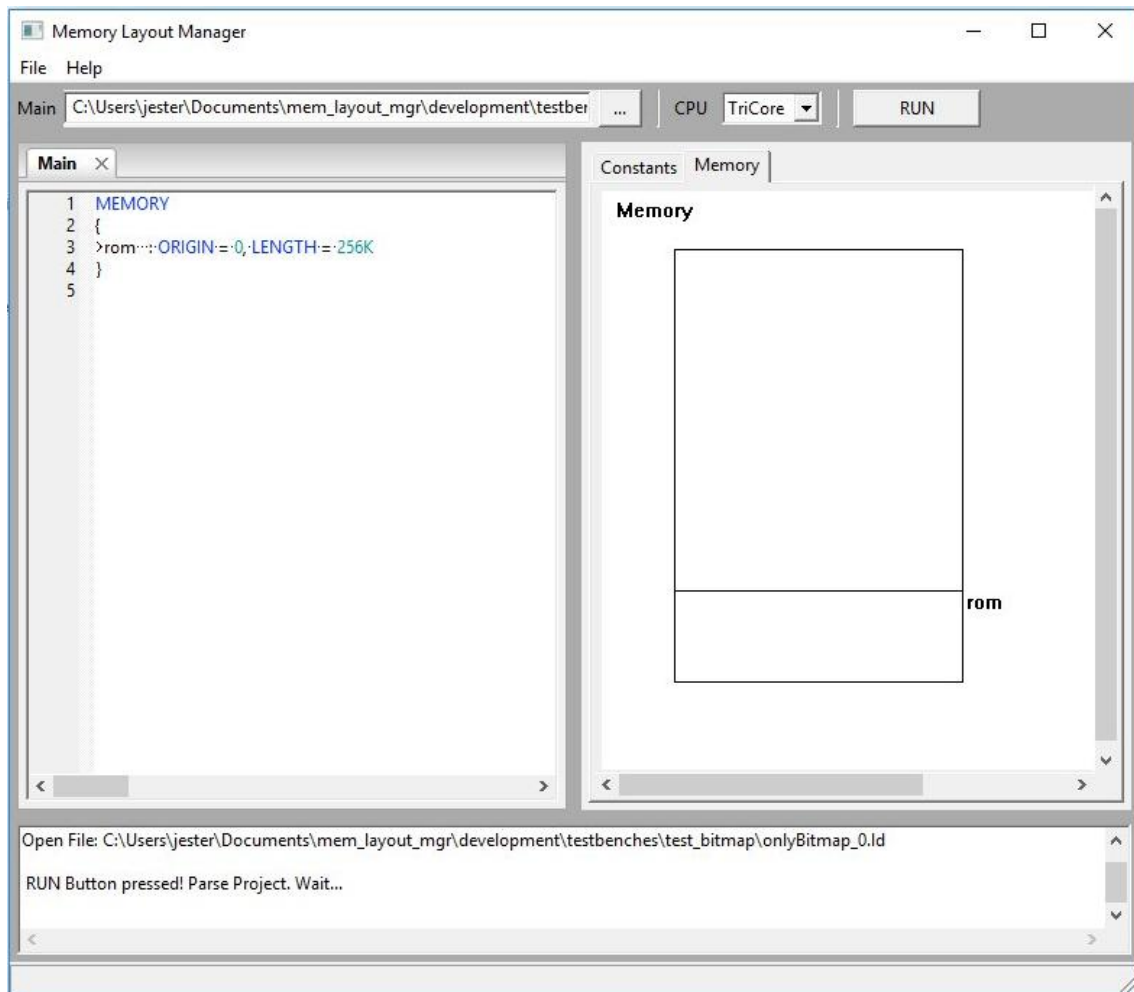 Memory Layout Manager
File Help
Main C:\Users\jester\Documents\mem_layout_mgr\development\testber ... CPU TriCore RUN
Main
1 MEMORY
2 {
3 >rom···:·ORIGIN·=·0,·LENGTH·=·256K
4 }
5
Constants Memory
Memory
rom
Open File: C:\Users\jester\Documents\mem_layout_mgr\development\testbenches\test_bitmap\onlyBitmap_0.ld
RUN Button pressed! Parse Project. Wait...